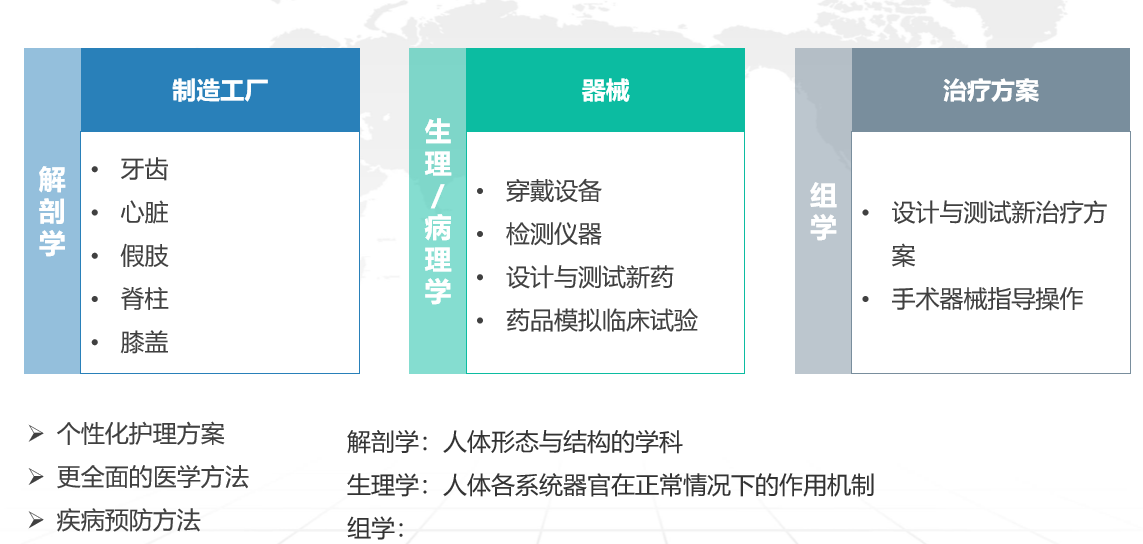 解剖学
制造工厂
• 牙齿
• 心脏
• 假肢
• 脊柱
• 膝盖
生理/病理学
器械
• 穿戴设备
• 检测仪器
• 设计与测试新药
• 药品模拟临床试验
组学
治疗方案
• 设计与测试新治疗方
案
• 手术器械指导操作
➢ 个性化护理方案
➢ 更全面的医学方法
➢ 疾病预防方法
解剖学：人体形态与结构的学科
生理学：人体各系统器官在正常情况下的作用机制
组学：